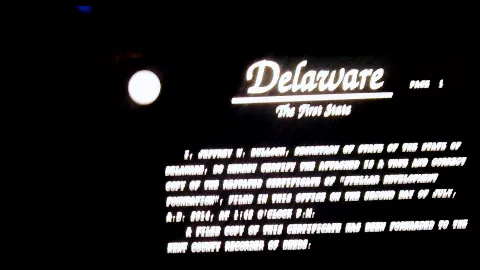 Delaware
PAGE 1
The First State
I, JEFFREY W. BULLOCK, SECRETARY OF STATE OF THE STATE OF
DELAWARE, DO HEREBY CERTIFY THE ATTACHED IS A TRUE AND CORRECT
COPY OF THE RESTATED CERTIFICATE OF "STELLAR DEVELOPMENT
FOUNDATION", FILED IN THIS OFFICE ON THE SECOND DAY OF JULY,
A.D. 2014, AT 1:42 O'CLOCK P.M.
A FILED COPY OF THIS CERTIFICATE HAS BEEN FORWARDED TO THE
KENT COUNTY RECORDER OF DEEDS.